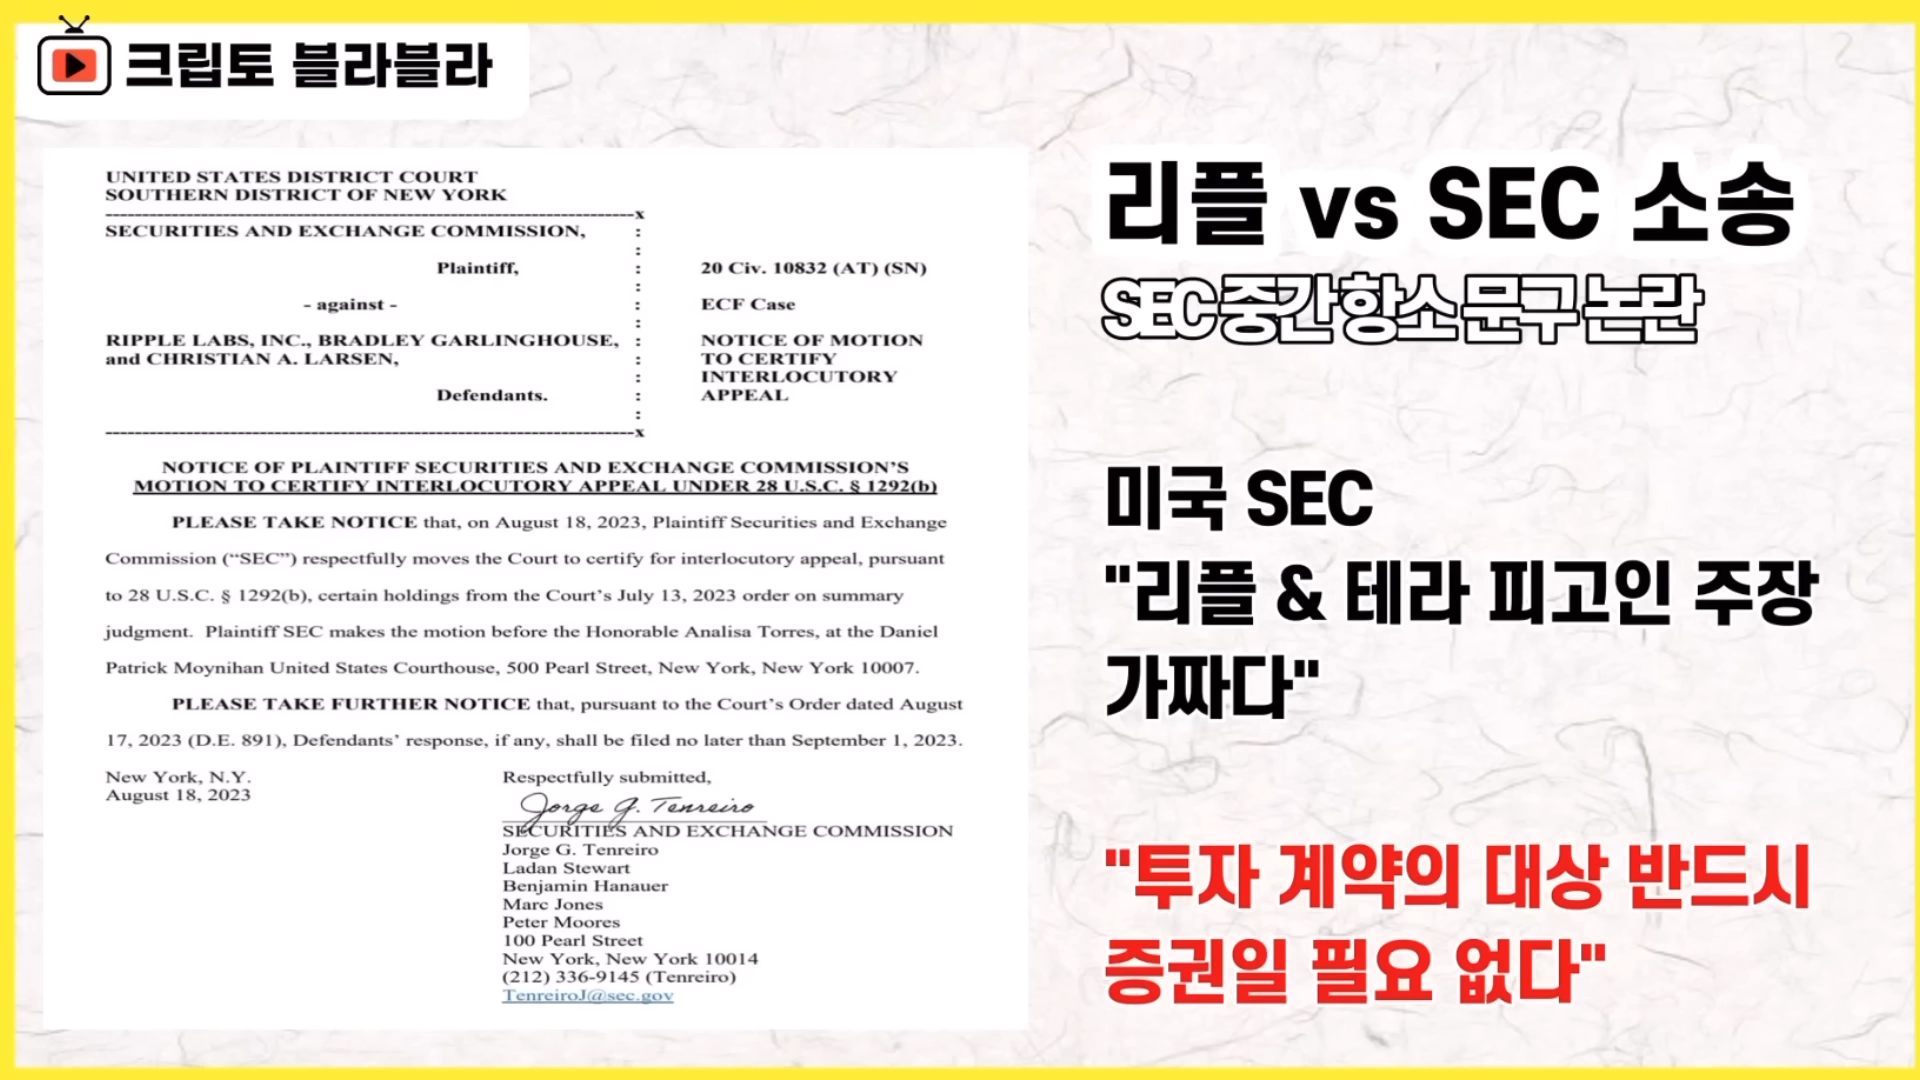 크립토 블라블라
UNITED STATES DISTRICT COURT
SOUTHERN DISTRICT OF NEW YORK
----------------------------------------------------------------------x
SECURITIES AND EXCHANGE COMMISSION, :
:
Plaintiff, : 20 Civ. 10832 (AT) (SN)
:
- against - : ECF Case
:
RIPPLE LABS, INC., BRADLEY GARLINGHOUSE, : NOTICE OF MOTION
and CHRISTIAN A. LARSEN, : TO CERTIFY
: INTERLOCUTORY
Defendants. : APPEAL
:
----------------------------------------------------------------------x
NOTICE OF PLAINTIFF SECURITIES AND EXCHANGE COMMISSION'S
MOTION TO CERTIFY INTERLOCUTORY APPEAL UNDER 28 U.S.C. § 1292(b)
PLEASE TAKE NOTICE that, on August 18, 2023, Plaintiff Securities and Exchange
Commission ("SEC") respectfully moves the Court to certify for interlocutory appeal, pursuant
to 28 U.S.C. § 1292(b), certain holdings from the Court's July 13, 2023 order on summary
judgment. Plaintiff SEC makes the motion before the Honorable Analisa Torres, at the Daniel
Patrick Moynihan United States Courthouse, 500 Pearl Street, New York, New York 10007.
PLEASE TAKE FURTHER NOTICE that, pursuant to the Court's Order dated August
17, 2023 (D.E. 891), Defendants' response, if any, shall be filed no later than September 1, 2023.
New York, N.Y.
August 18, 2023
Respectfully submitted,
Jorge G. Tenreiro
SECURITIES AND EXCHANGE COMMISSION
Jorge G. Tenreiro
Ladan Stewart
Benjamin Hanauer
Marc Jones
Peter Moores
100 Pearl Street
New York, New York 10014
(212) 336-9145 (Tenreiro)
TenreiroJ@sec.gov
리플 vs SEC 소송
SEC 중간 항소 문구 논란
미국 SEC
"리플 & 테라 피고인 주장
가짜다"
"투자 계약의 대상 반드시
증권일 필요 없다"